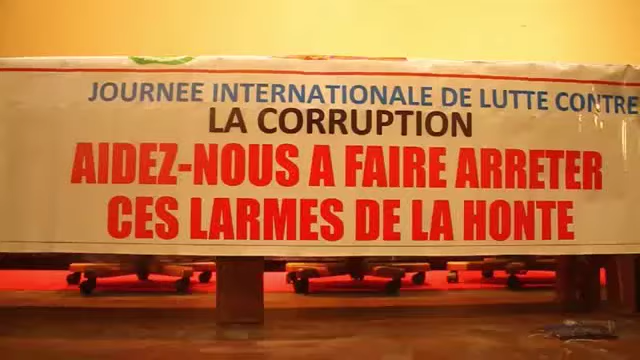 JOURNEE INTERNATIONALE DE LUTTE CONTRE
LA CORRUPTION
AIDEZ-NOUS A FAIRE ARRETER
CES LARMES DE LA HONTE